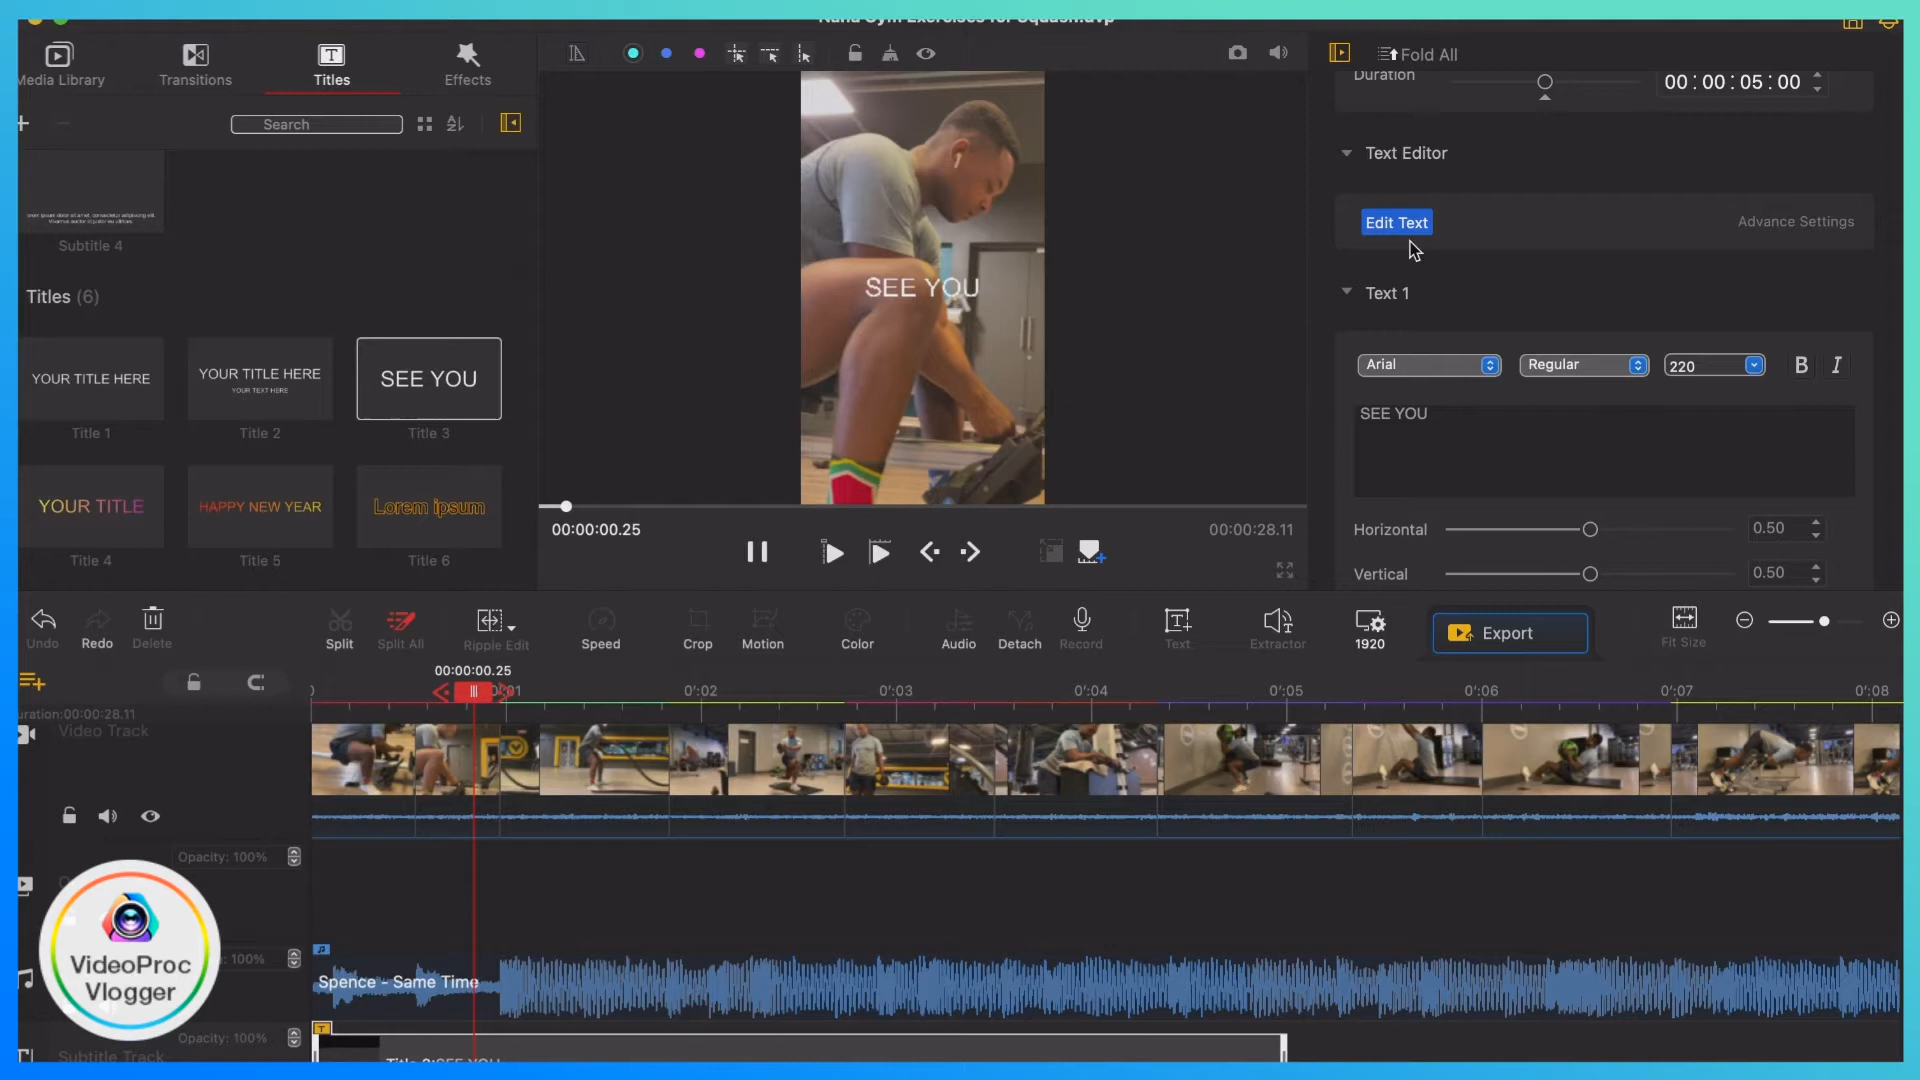 Nana Gym Exercises for Squash.dvp
Media Library
Transitions
Titles
Effects
Fold All
Search
Duration
00:00:05:00
Text Editor
Edit Text
Advance Settings
Text 1
Arial
Regular
220
B I
SEE YOU
Horizontal
0.50
Vertical
0.50
Subtitle 4
Titles (6)
YOUR TITLE HERE
Title 1
YOUR TITLE HERE
YOUR TEXT HERE
Title 2
SEE YOU
Title 3
YOUR TITLE
Title 4
HAPPY NEW YEAR
Title 5
Lorem ipsum
Title 6
SEE YOU
00:00:00.25
00:00:28.11
Undo
Redo
Delete
Split
Split All
Ripple Edit
Speed
Crop
Motion
Color
Audio
Detach
Record
Text
Extractor
1920
Export
Fit Size
00:00:00.25
0':02
0':03
0':04
0':05
0':06
0':07
0':08
uration:00:00:28.11
Video Track
Opacity: 100%
100%
Spence - Same Time
Opacity: 100%
Subtitle Track
VideoProc
Vlogger